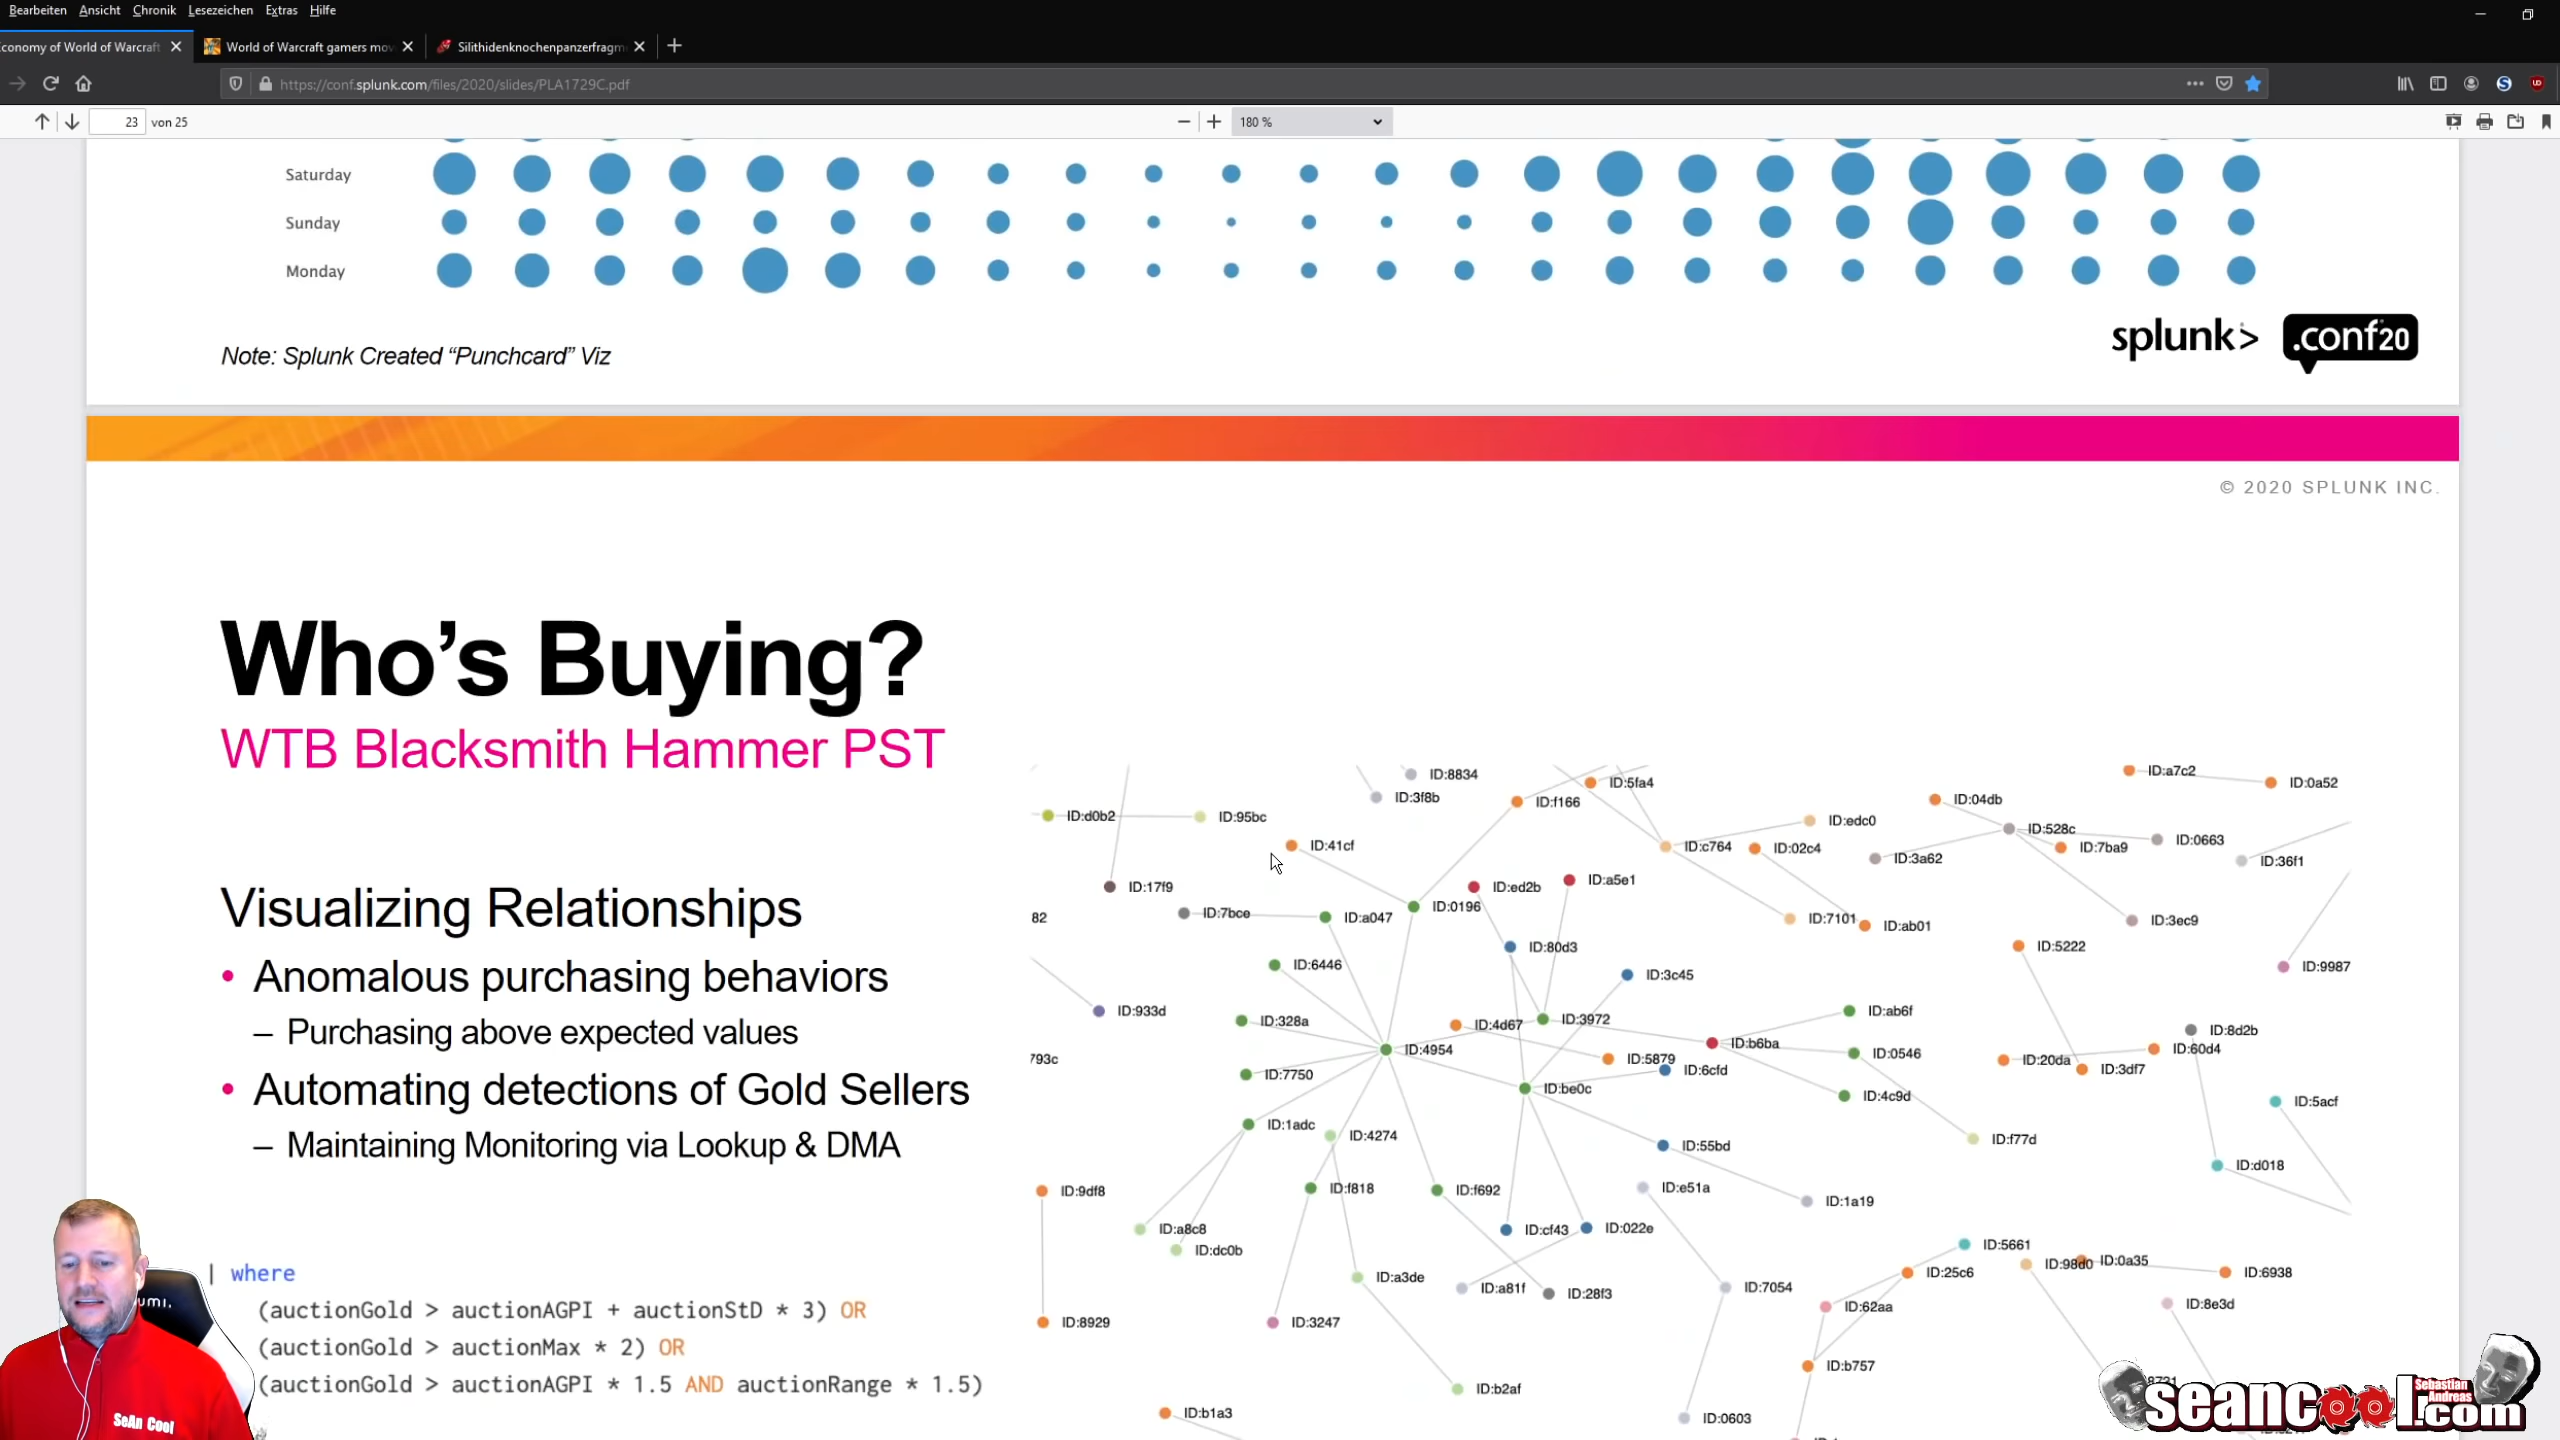 Bearbeiten Ansicht Chronik Lesezeichen Extras Hilfe
conomy of World of Warcraft
World of Warcraft gamers mov
Silithidenknochenpanzerfragm
https://conf.splunk.com/files/2020/slides/PLA1729C.pdf
23 von 25
180 %
Saturday
Sunday
Monday
Note: Splunk Created “Punchcard” Viz
splunk> .conf20
© 2020 SPLUNK INC.
Who’s Buying?
WTB Blacksmith Hammer PST
Visualizing Relationships
• Anomalous purchasing behaviors
– Purchasing above expected values
• Automating detections of Gold Sellers
– Maintaining Monitoring via Lookup & DMA
| where
(auctionGold > auctionAGPI + auctionStD * 3) OR
(auctionGold > auctionMax * 2) OR
(auctionGold > auctionAGPI * 1.5 AND auctionRange * 1.5)
ID:a7c2
ID:8834
ID:5fa4
ID:0a52
ID:3f8b
ID:f166
ID:04db
ID:d0b2
ID:95bc
ID:edc0
ID:528c
ID:41cf
ID:c764
ID:02c4
ID:7ba9
ID:0663
ID:3a62
ID:36f1
ID:17f9
ID:ed2b
ID:a5e1
ID:7bce
ID:a047
ID:0196
ID:7101
ID:ab01
ID:3ec9
82
ID:80d3
ID:5222
ID:6446
ID:3c45
ID:9987
ID:933d
ID:328a
ID:4d67
ID:3972
ID:ab6f
ID:8d2b
ID:4954
ID:b6ba
ID:0546
ID:60d4
793c
ID:5879
ID:20da
ID:7750
ID:6cfd
ID:3df7
ID:be0c
ID:4c9d
ID:5acf
ID:1adc
ID:4274
ID:55bd
ID:f77d
ID:d018
ID:9df8
ID:f818
ID:f692
ID:e51a
ID:1a19
ID:a8c8
ID:cf43
ID:022e
ID:dc0b
ID:5661
ID:98d0
ID:0a35
ID:a3de
ID:25c6
ID:6938
ID:a81f
ID:28f3
ID:7054
ID:8929
ID:3247
ID:62aa
ID:8e3d
ID:b757
ID:b2af
ID:b1a3
ID:0603
UMI.
SeAn Cool
seancool.com
Sebastian
Andreas